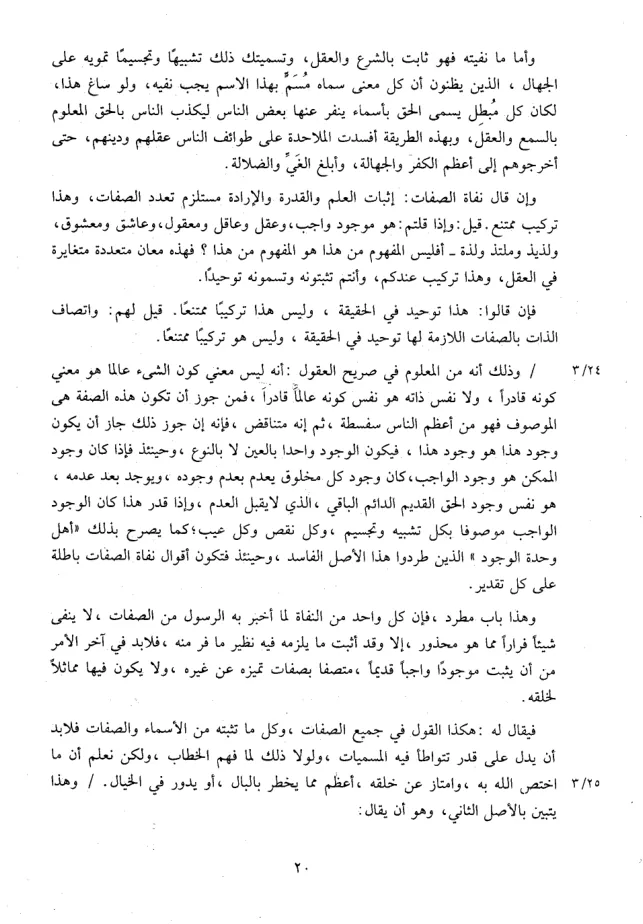 وأما ما نفيته فهو ثابت بالشرع والعقل، وتسميتك ذلك تشبيهًا وتجسيمًا تمويه على
الجهال ، الذين يظنون أن كل معنى سماه مُسَمٍّ بهذا الاسم يجب نفيه، ولو ساغ هذا،
لكان كل مُبطِل يسمى الحق بأسماء ينفر عنها بعض الناس ليكذب الناس بالحق المعلوم
بالسمع والعقل، وبهذه الطريقة أفسدت الملاحدة على طوائف الناس عقلهم ودينهم، حتى
أخرجوهم إلى أعظم الكفر والجهالة، وأبلغ الغَيِّ والضلالة.
وإن قال نفاة الصفات: إثبات العلم والقدرة والإرادة مستلزم تعدد الصفات، وهذا
تركيب ممتنع. قيل: وإذا قلتم: هو موجود واجب، وعقل وعاقل ومعقول، وعاشق ومعشوق،
ولذيذ وملتذ ولذة ـ أفليس المفهوم من هذا هو المفهوم من هذا ؟ فهذه معان متعددة متغايرة
في العقل، وهذا تركيب عندكم، وأنتم تثبتونه وتسمونه توحيدًا.
فإن قالوا: هذا توحيد في الحقيقة ، وليس هذا تركيبًا ممتنعًا. قيل لهم: واتصاف
الذات بالصفات اللازمة لها توحيد في الحقيقة ، وليس هو تركيبًا ممتنعًا.
٣/٢٤ / وذلك أنه من المعلوم في صريح العقول :أنه ليس معني كون الشىء عالما هو معني
كونه قادراً ، ولا نفس ذاته هو نفس كونه عالماً قادراً ،فمن جوز أن تكون هذه الصفة هى
الموصوف فهو من أعظم الناس سفسطة ،ثم إنه متناقض، فإنه إن جوز ذلك جاز أن يكون
وجود هذا هو وجود هذا ، فيكون الوجود واحدا بالعين لا بالنوع ،وحينئذ فإذا كان وجود
الممكن هو وجود الواجب،كان وجود كل مخلوق يعدم بعدم وجوده ،ويوجد بعد عدمه ،
هو نفس وجود الحق القديم الدائم الباقي ،الذي لايقبل العدم .وإذا قدر هذا كان الوجود
الواجب موصوفا بكل تشبيه وتجسيم ،وكل نقص وكل عيب؛كما يصرح بذلك «أهل
وحدة الوجود » الذين طردوا هذا الأصل الفاسد ،وحينئذ فتكون أقوال نفاة الصفات باطلة
على كل تقدير.
وهذا باب مطرد ،فإن كل واحد من النفاة لما أخبر به الرسول من الصفات ،لا ينفى
شيئاً فراراً مما هو محذور ،إلا وقد أثبت ما يلزمه فيه نظير ما فر منه ،فلابد في آخر الأمر
من أن يثبت موجودًا واجباً قديماً ،متصفا بصفات تميزه عن غيره ،ولا يكون فيها مماثلاً
لخلقه.
فيقال له :هكذا القول في جميع الصفات ،وكل ما تثبته من الأسماء والصفات فلابد
أن يدل على قدر تتواطأ فيه المسميات ،ولولا ذلك لما فهم الخطاب ،ولكن نعلم أن ما
٣/٢٥ اختص الله به ،وامتاز عن خلقه ،أعظم مما يخطر بالبال ،أو يدور في الخيال. / وهذا
يتبين بالأصل الثاني، وهو أن يقال:
٢٠